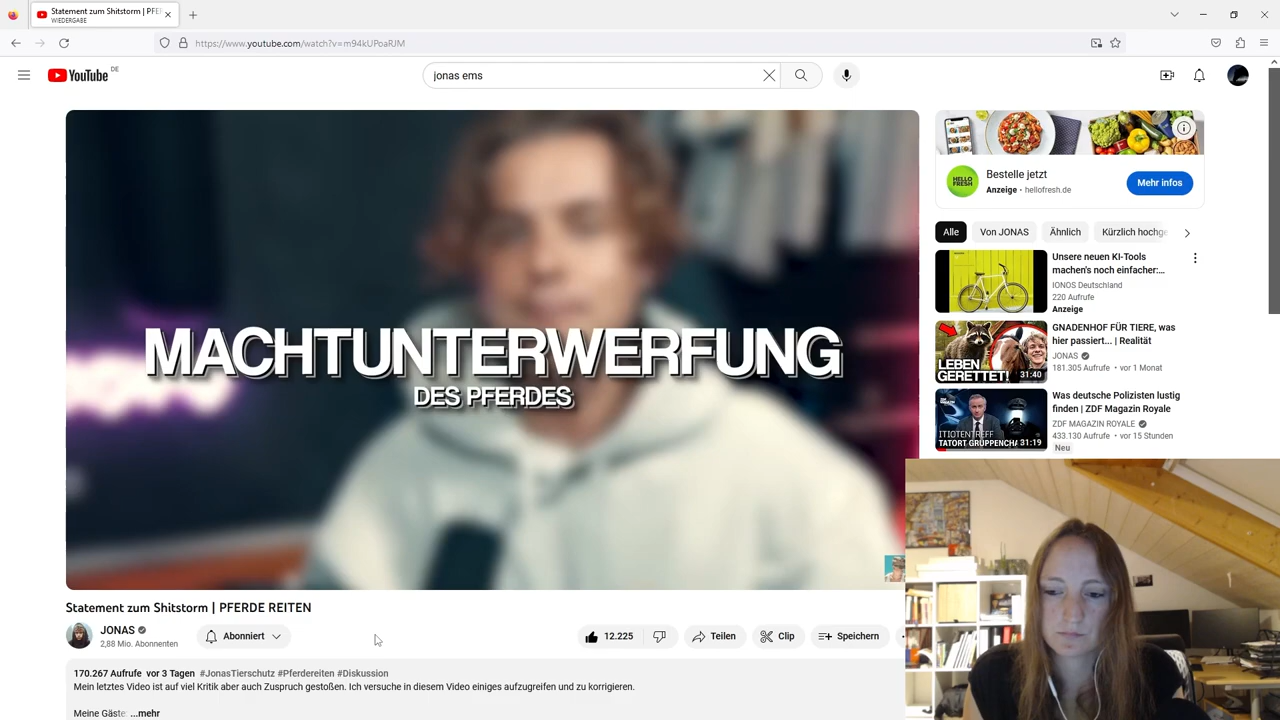 Statement zum Shitstorm | PFE
WIEDERGABE
https://www.youtube.com/watch?v=m94kUPoaRJM
YouTube DE
jonas ems
MACHTUNTERWERFUNG
DES PFERDES
Statement zum Shitstorm | PFERDE REITEN
JONAS
2,88 Mio. Abonnenten
Abonniert
12.225
Teilen
Clip
Speichern
170.267 Aufrufe vor 3 Tagen #JonasTierschutz #Pferdereiten #Diskussion
Mein letztes Video ist auf viel Kritik aber auch Zuspruch gestoßen. Ich versuche in diesem Video einiges aufzugreifen und zu korrigieren.
Meine Gäste: ...mehr
HELLO
FRESH
Bestelle jetzt
Anzeige · hellofresh.de
Mehr infos
Alle Von JONAS Ähnlich Kürzlich hochge
Unsere neuen KI-Tools
machen's noch einfacher:...
IONOS Deutschland
220 Aufrufe
Anzeige
LEBEN
GERETTET!
31:40
GNADENHOF FÜR TIERE, was
hier passiert... | Realität
JONAS
181.305 Aufrufe · vor 1 Monat
ITIOTENTREFF
TATORT GRUPPENCHA
31:19
Was deutsche Polizisten lustig
finden | ZDF Magazin Royale
ZDF MAGAZIN ROYALE
433.130 Aufrufe · vor 15 Stunden
Neu